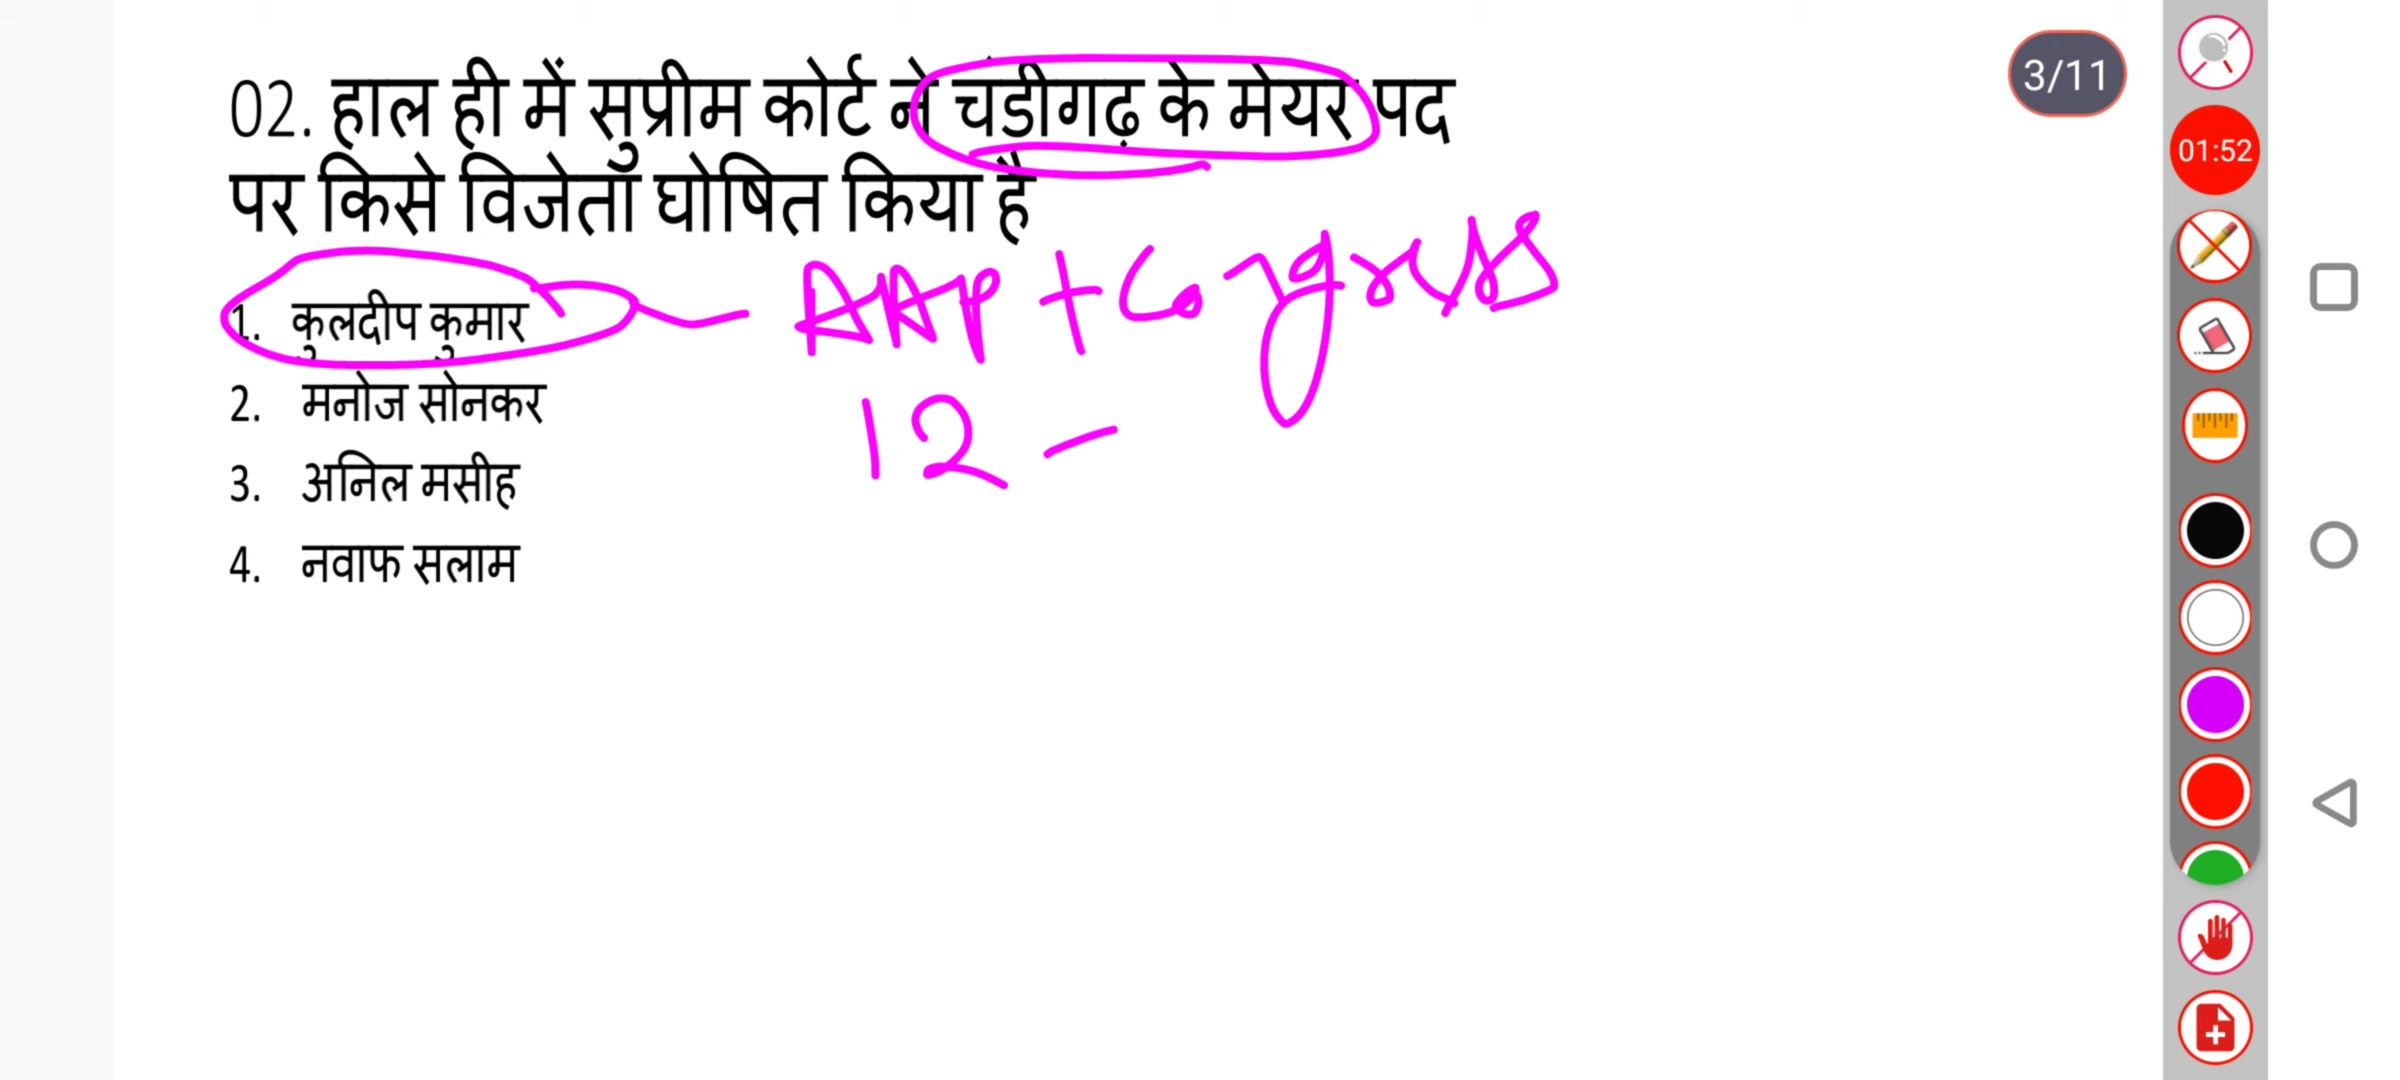 02. हाल ही में सुप्रीम कोर्ट ने चंडीगढ़ के मेयर पद
पर किसे विजेता घोषित किया है
1. कुलदीप कुमार
AAP + Congress
12 –
2. मनोज सोनकर
3. अनिल मसीह
4. नवाफ सलाम
3/11
01:52